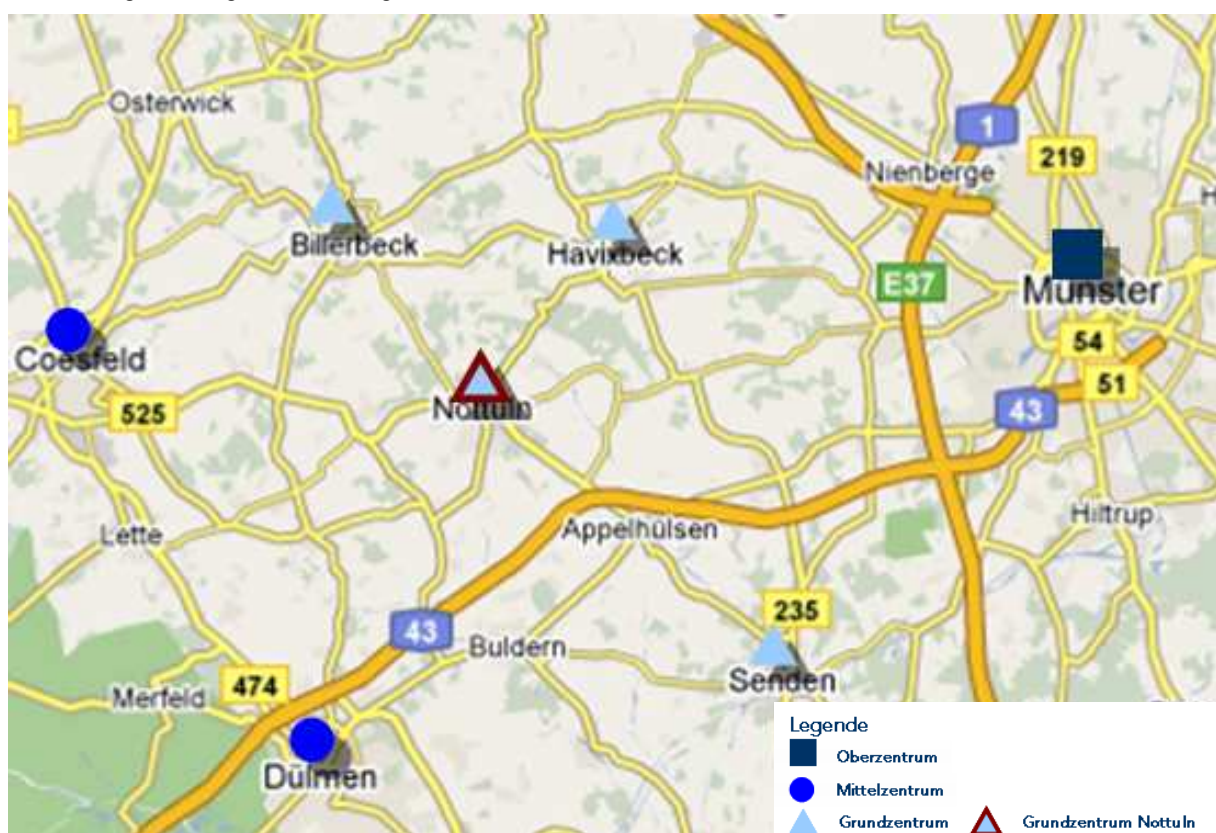 Osterwick
1
219
Nienberge
Billerbeck
Havixbeck
E37
Münster
Coesfeld
54
51
525
Nottuln
43
Lette
Appelhülsen
Hiltrup
235
43
Buldern
Senden
Merfeld
474
Dülmen
Legende
Oberzentrum
Mittelzentrum
Grundzentrum Grundzentrum Nottuln